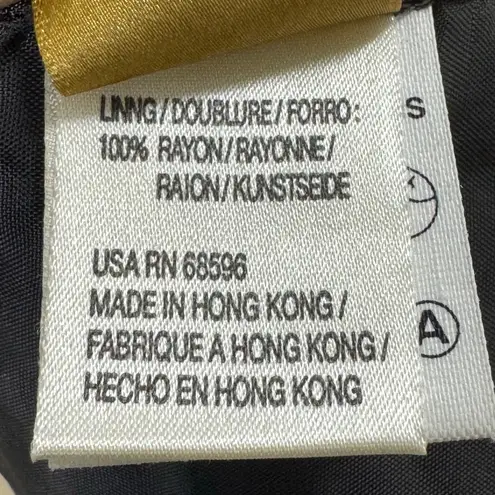 LINNG/DOUBLURE/FORRO:
100% RAYON/RAYONNE/
RAION/KUNSTSEIDE
USA RN 68596
MADE IN HONG KONG/
FABRIQUE A HONG KONG/
HECHO EN HONG KONG
S
A